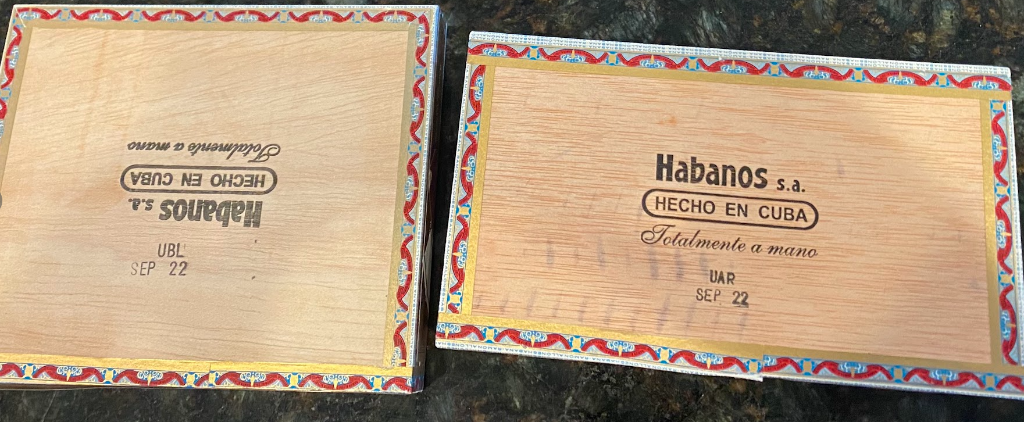 Totalmente a mano
HECHO EN CUBA
Habanos s.a.
UBL
SEP 22
Habanos s.a.
HECHO EN CUBA
Totalmente a mano
UAR
SEP 22